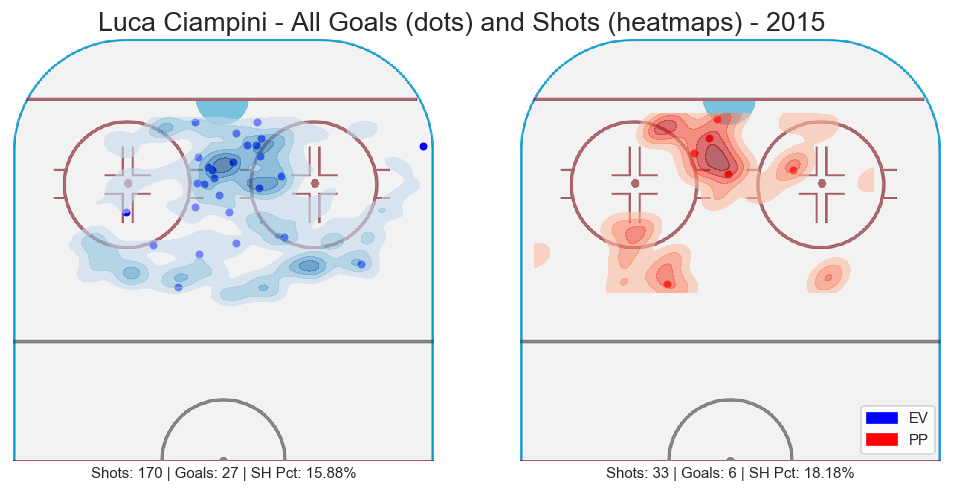 Luca Ciampini - All Goals (dots) and Shots (heatmaps) - 2015
EV
PP
Shots: 170 | Goals: 27 | SH Pct: 15.88%
Shots: 33 | Goals: 6 | SH Pct: 18.18%